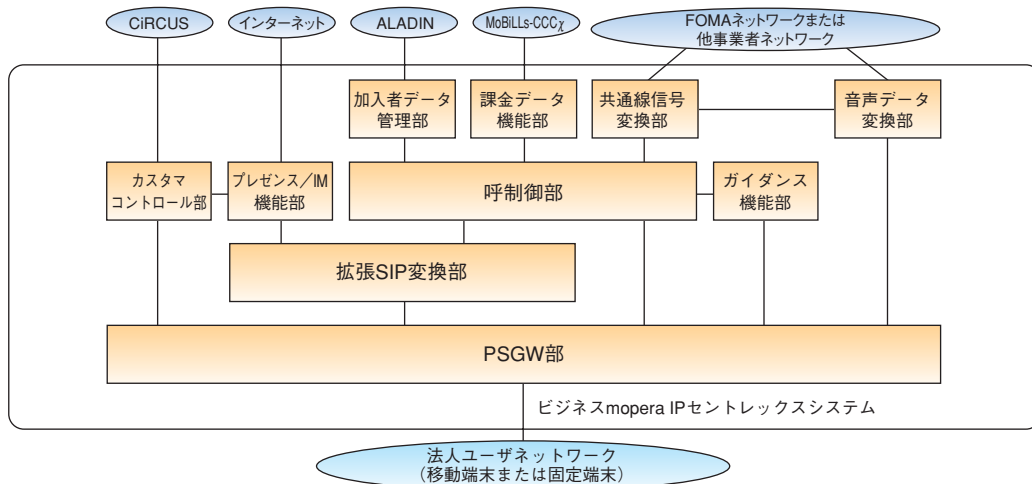 CiRCUS
インターネット
ALADIN
MoBiLLs-CCCχ
FOMAネットワークまたは
他事業者ネットワーク
加入者データ
管理部
課金データ
機能部
共通線信号
変換部
音声データ
変換部
カスタマ
コントロール部
プレゼンス／IM
機能部
呼制御部
ガイダンス
機能部
拡張SIP変換部
PSGW部
ビジネスmopera IPセントレックスシステム
法人ユーザネットワーク
（移動端末または固定端末）